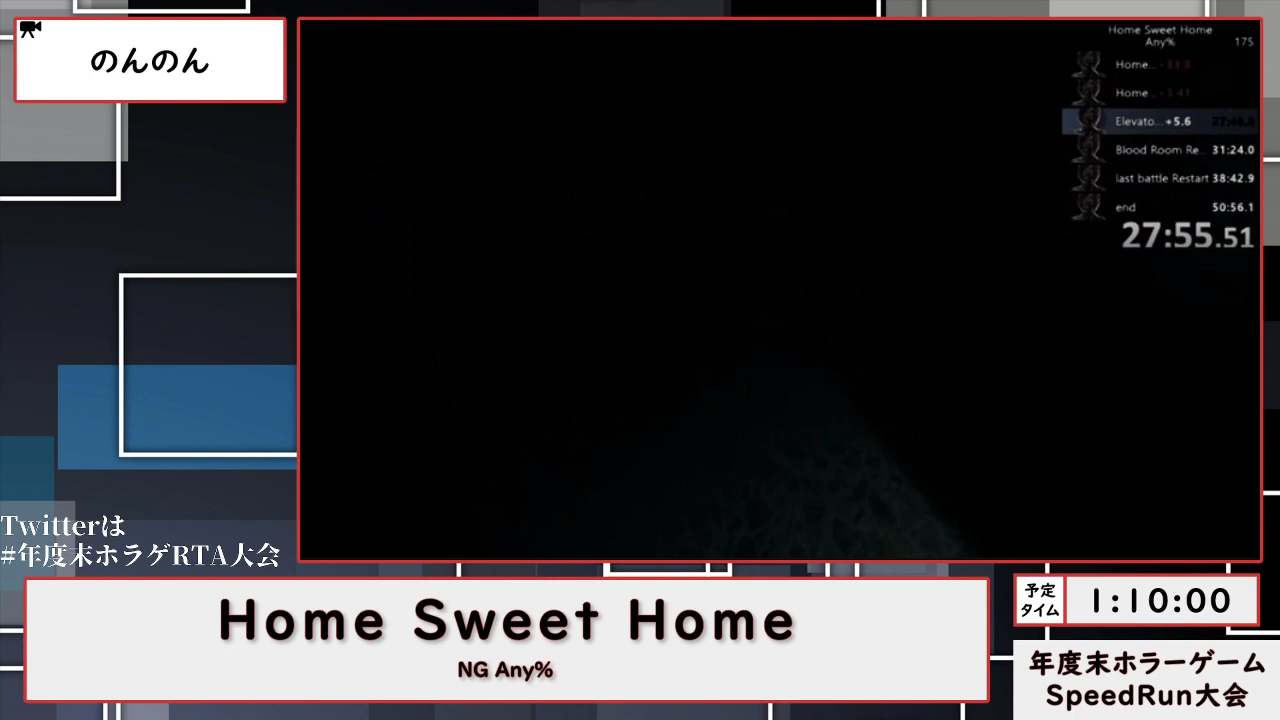 のんのん
Home Sweet Home
Any%
175
Home...
Home...
Elevato... +5.6
Blood Room Re... 31:24.0
last battle Restart 38:42.9
end 50:56.1
27:55.51
Twitterは
#年度末ホラゲRTA大会
Home Sweet Home
NG Any%
予定
タイム
1:10:00
年度末ホラーゲーム
SpeedRun大会